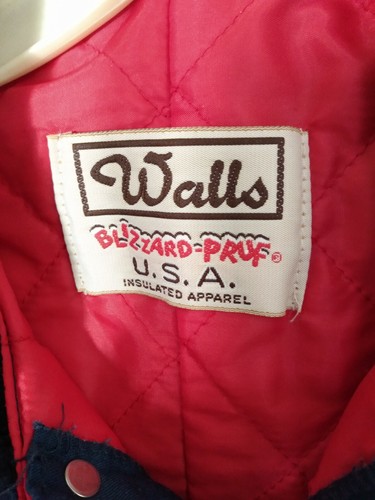 Walls
BLIZZARD-PRUF®
U.S.A.
INSULATED APPAREL